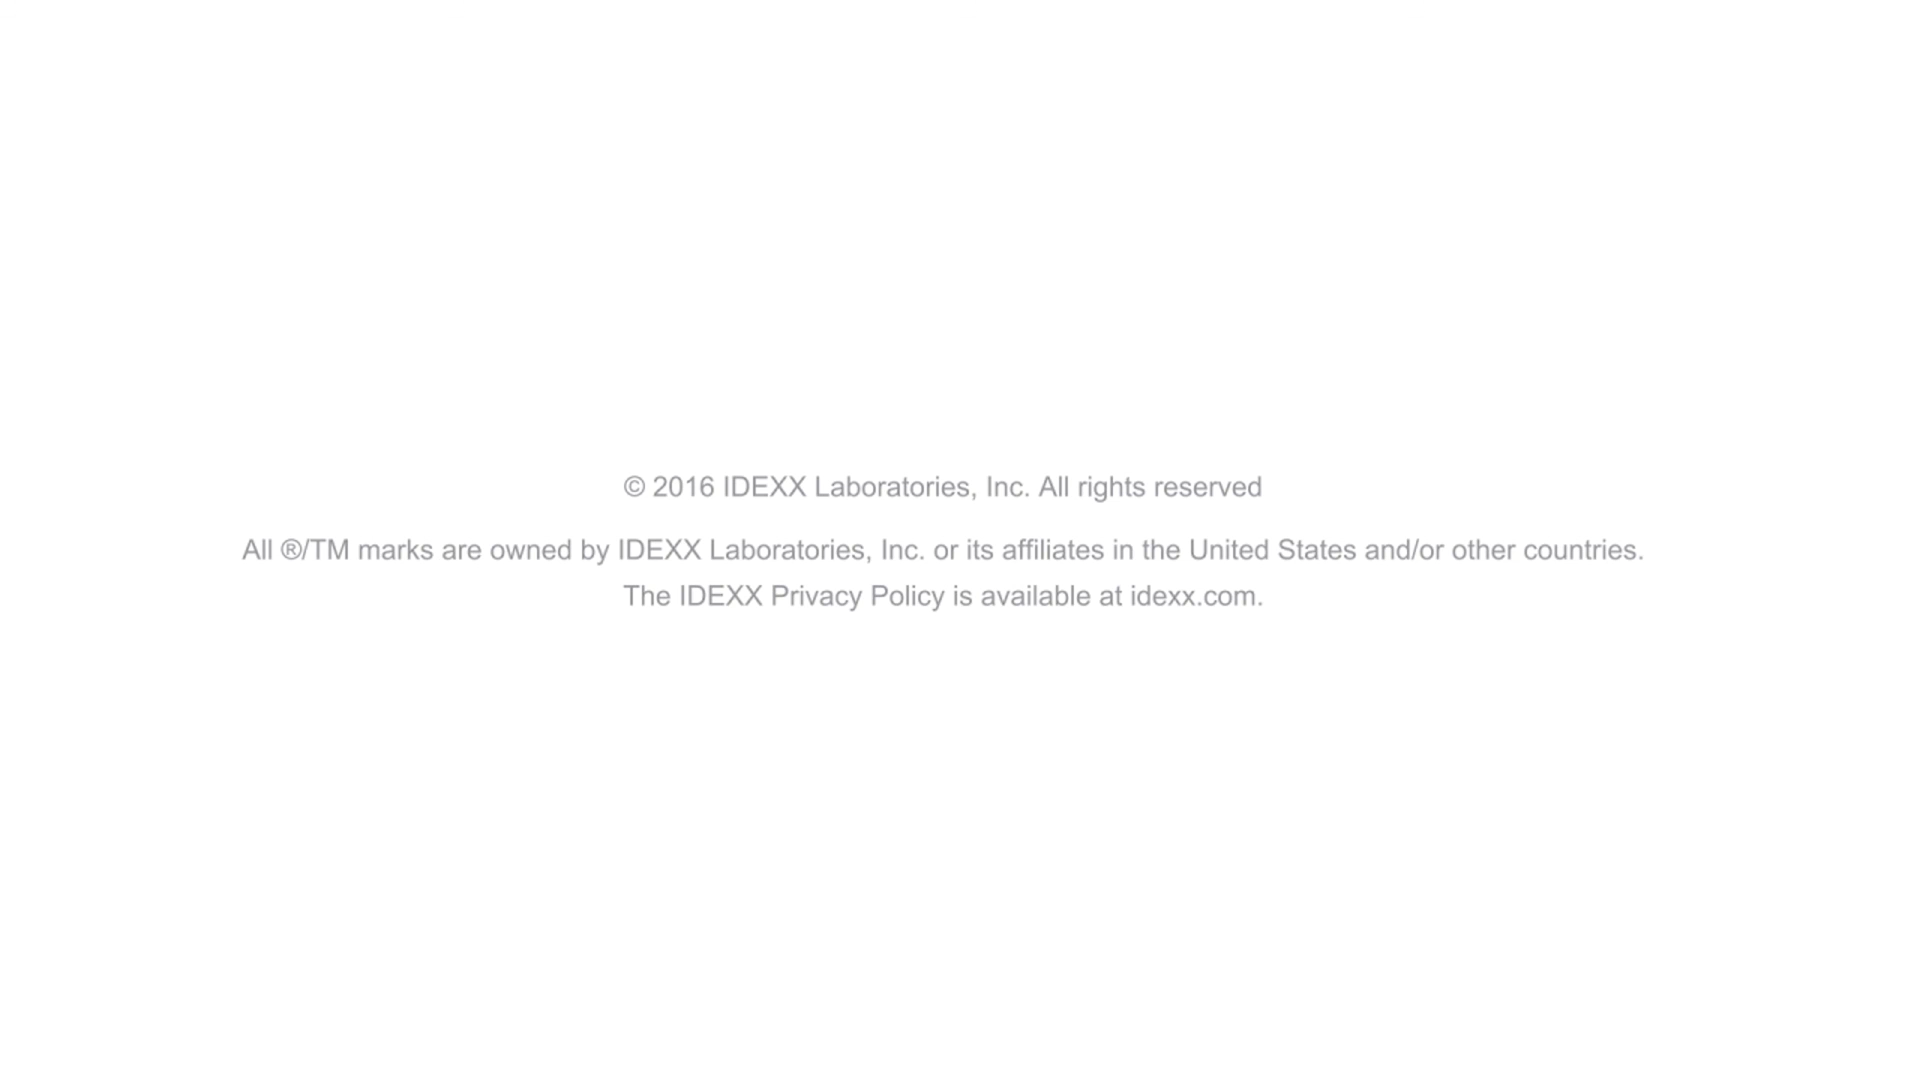 © 2016 IDEXX Laboratories, Inc. All rights reserved
All ®/TM marks are owned by IDEXX Laboratories, Inc. or its affiliates in the United States and/or other countries.
The IDEXX Privacy Policy is available at idexx.com.